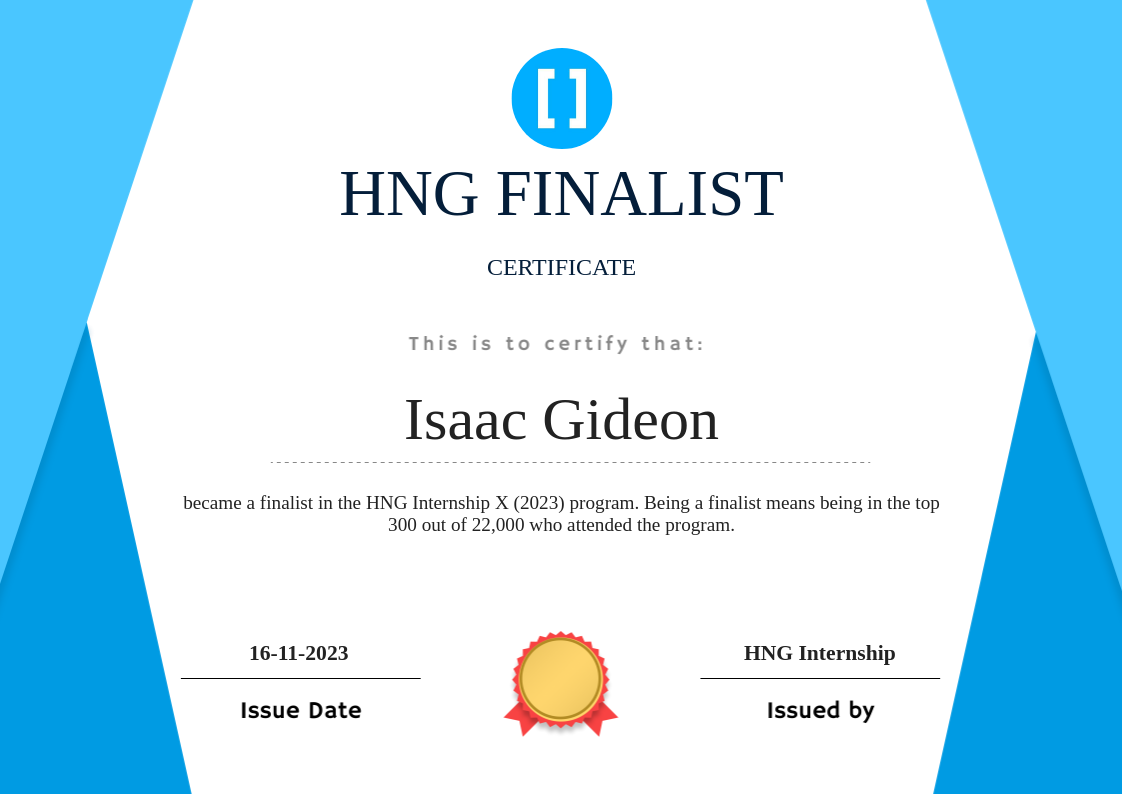 [ ]
HNG FINALIST
CERTIFICATE
This is to certify that:
Isaac Gideon
became a finalist in the HNG Internship X (2023) program. Being a finalist means being in the top
300 out of 22,000 who attended the program.
16-11-2023
Issue Date
HNG Internship
Issued by